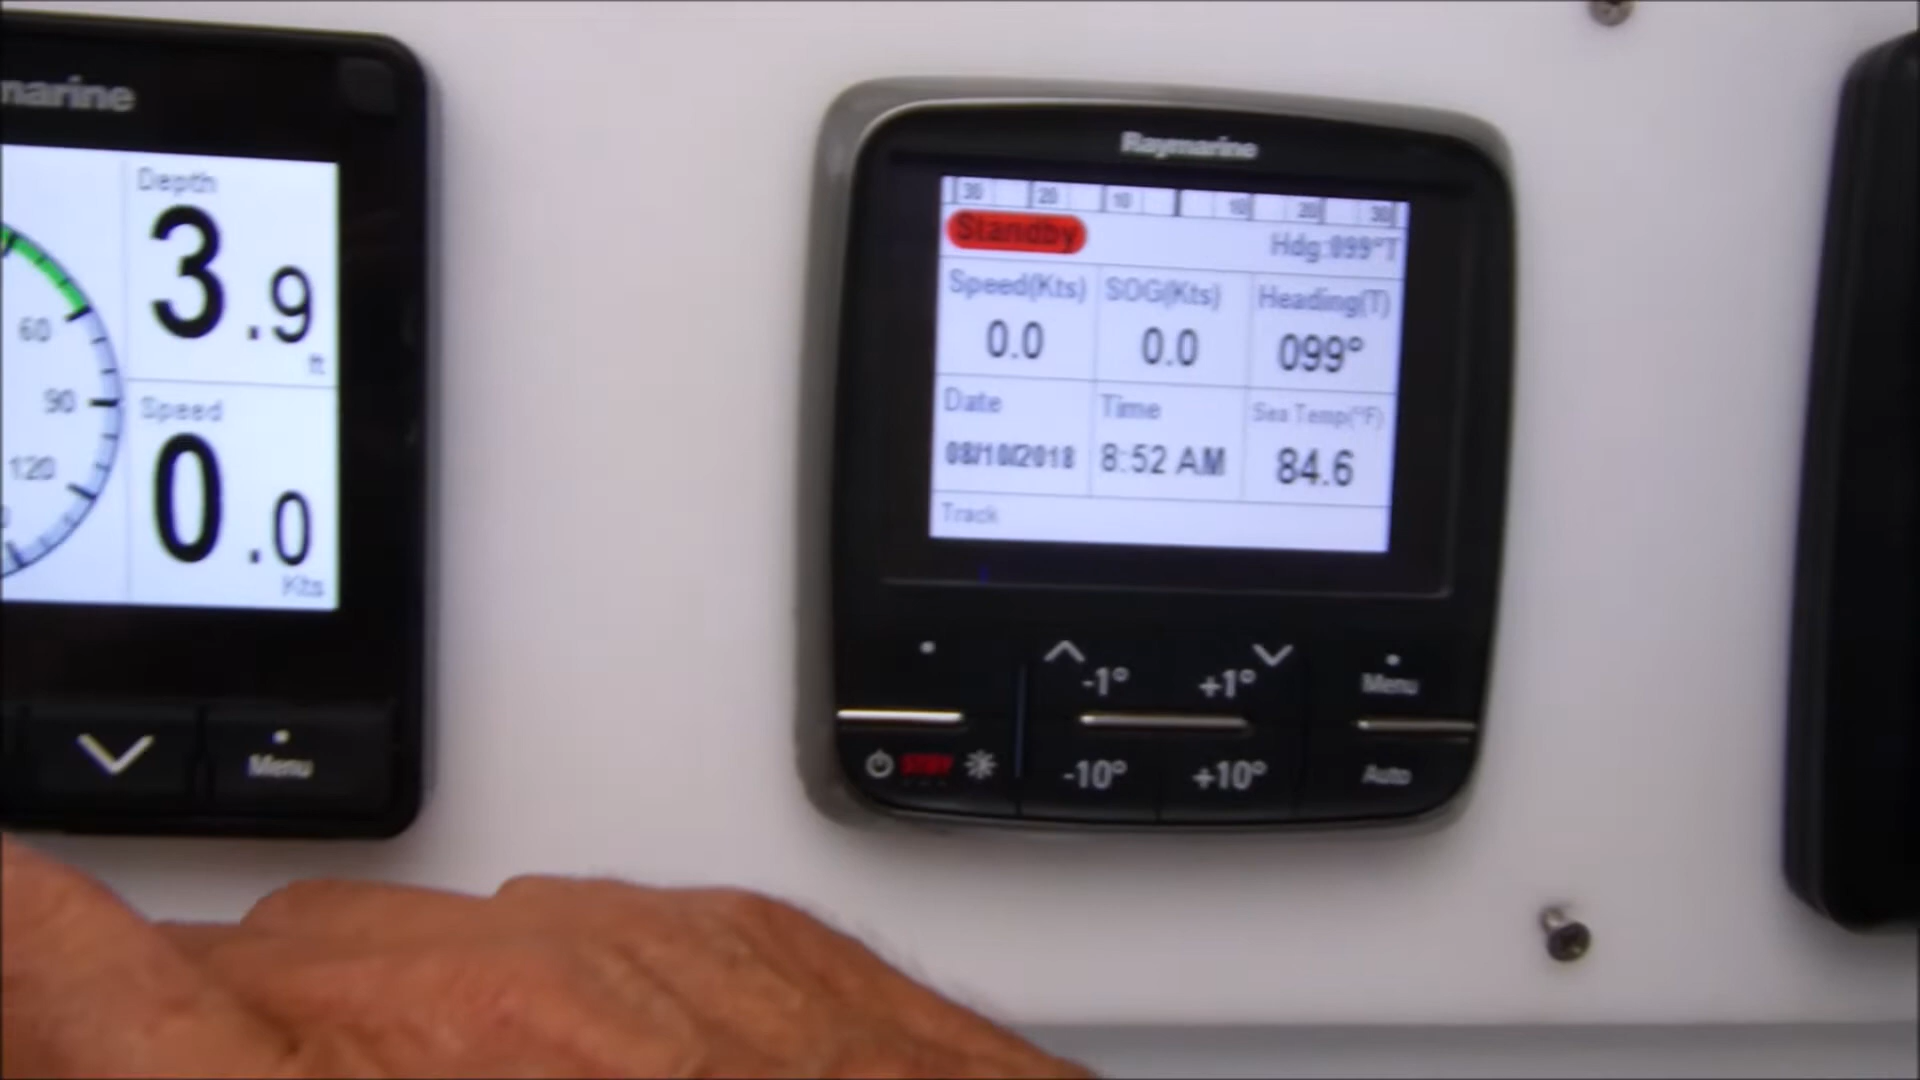 marine
Depth
3.9
ft
60
90
120
Speed
0.0
Kts
Menu
Raymarine
30 20 10 10 20 30
Standby Hdg:099°T
Speed(Kts) SOG(Kts) Heading(T)
0.0 0.0 099°
Date Time Sea Temp(°F)
08/10/2018 8:52 AM 84.6
Track
-1° +1° Menu
STBY -10° +10° Auto